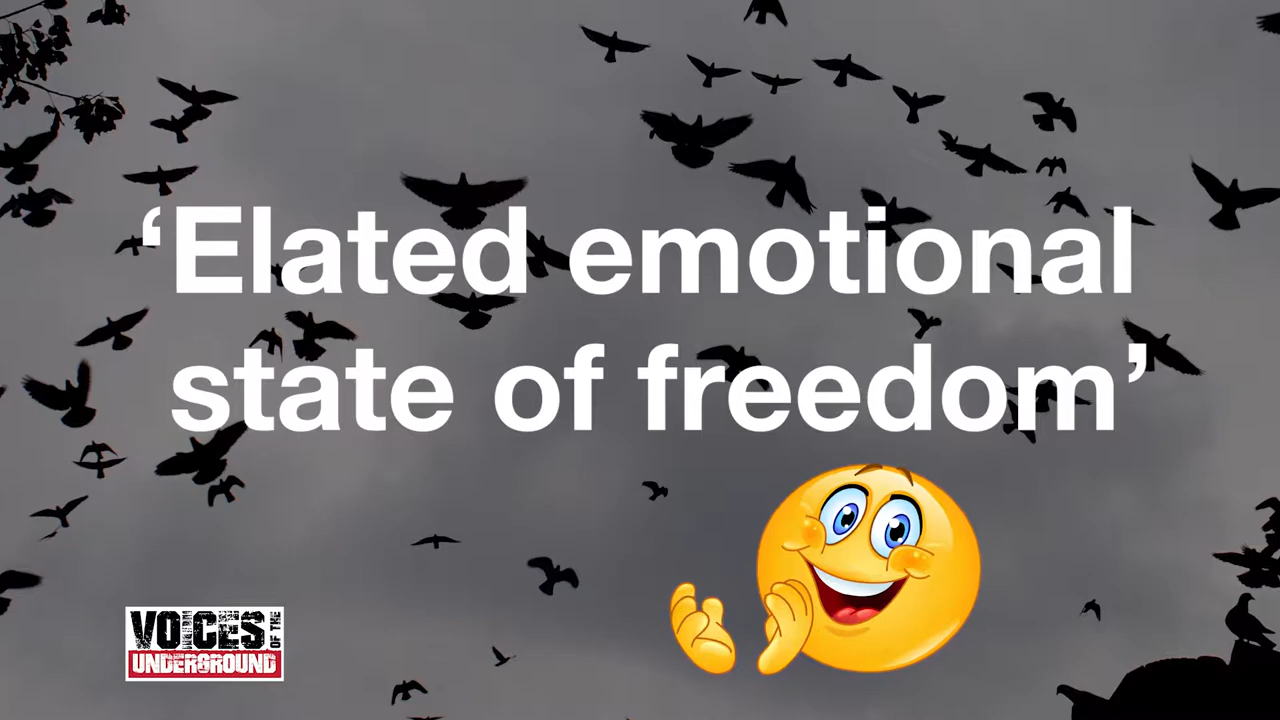 ‘Elated emotional
state of freedom’
VOICES OF THE
UNDERGROUND